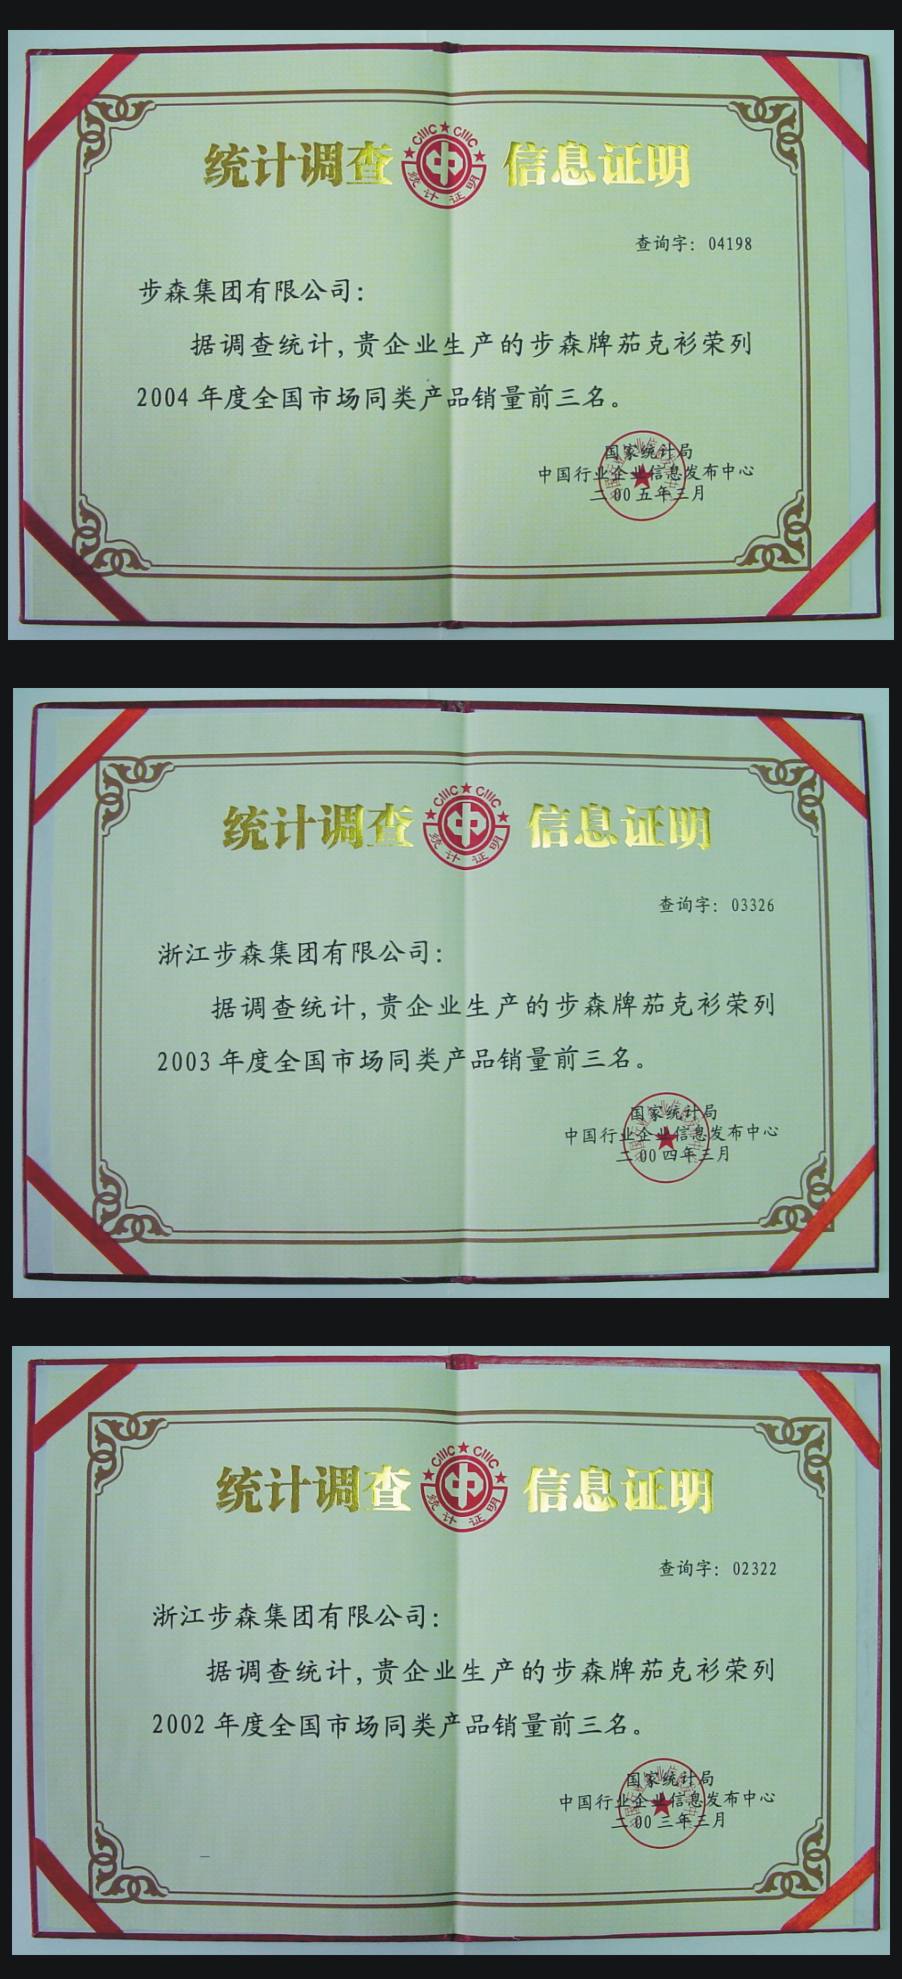 统计调查 信息证明
CIIIC★CIIIC
中
统计证明
查询字：04198
步森集团有限公司：
据调查统计，贵企业生产的步森牌茄克衫荣列
2004年度全国市场同类产品销量前三名。
国家统计局
中国行业企业信息发布中心
二00五年三月
统计调查 信息证明
CIIIC★CIIIC
中
统计证明
查询字：03326
浙江步森集团有限公司：
据调查统计，贵企业生产的步森牌茄克衫荣列
2003年度全国市场同类产品销量前三名。
国家统计局
中国行业企业信息发布中心
二00四年三月
统计调查 信息证明
CIIIC★CIIIC
中
统计证明
查询字：02322
浙江步森集团有限公司：
据调查统计，贵企业生产的步森牌茄克衫荣列
2002年度全国市场同类产品销量前三名。
国家统计局
中国行业企业信息发布中心
二00三年三月